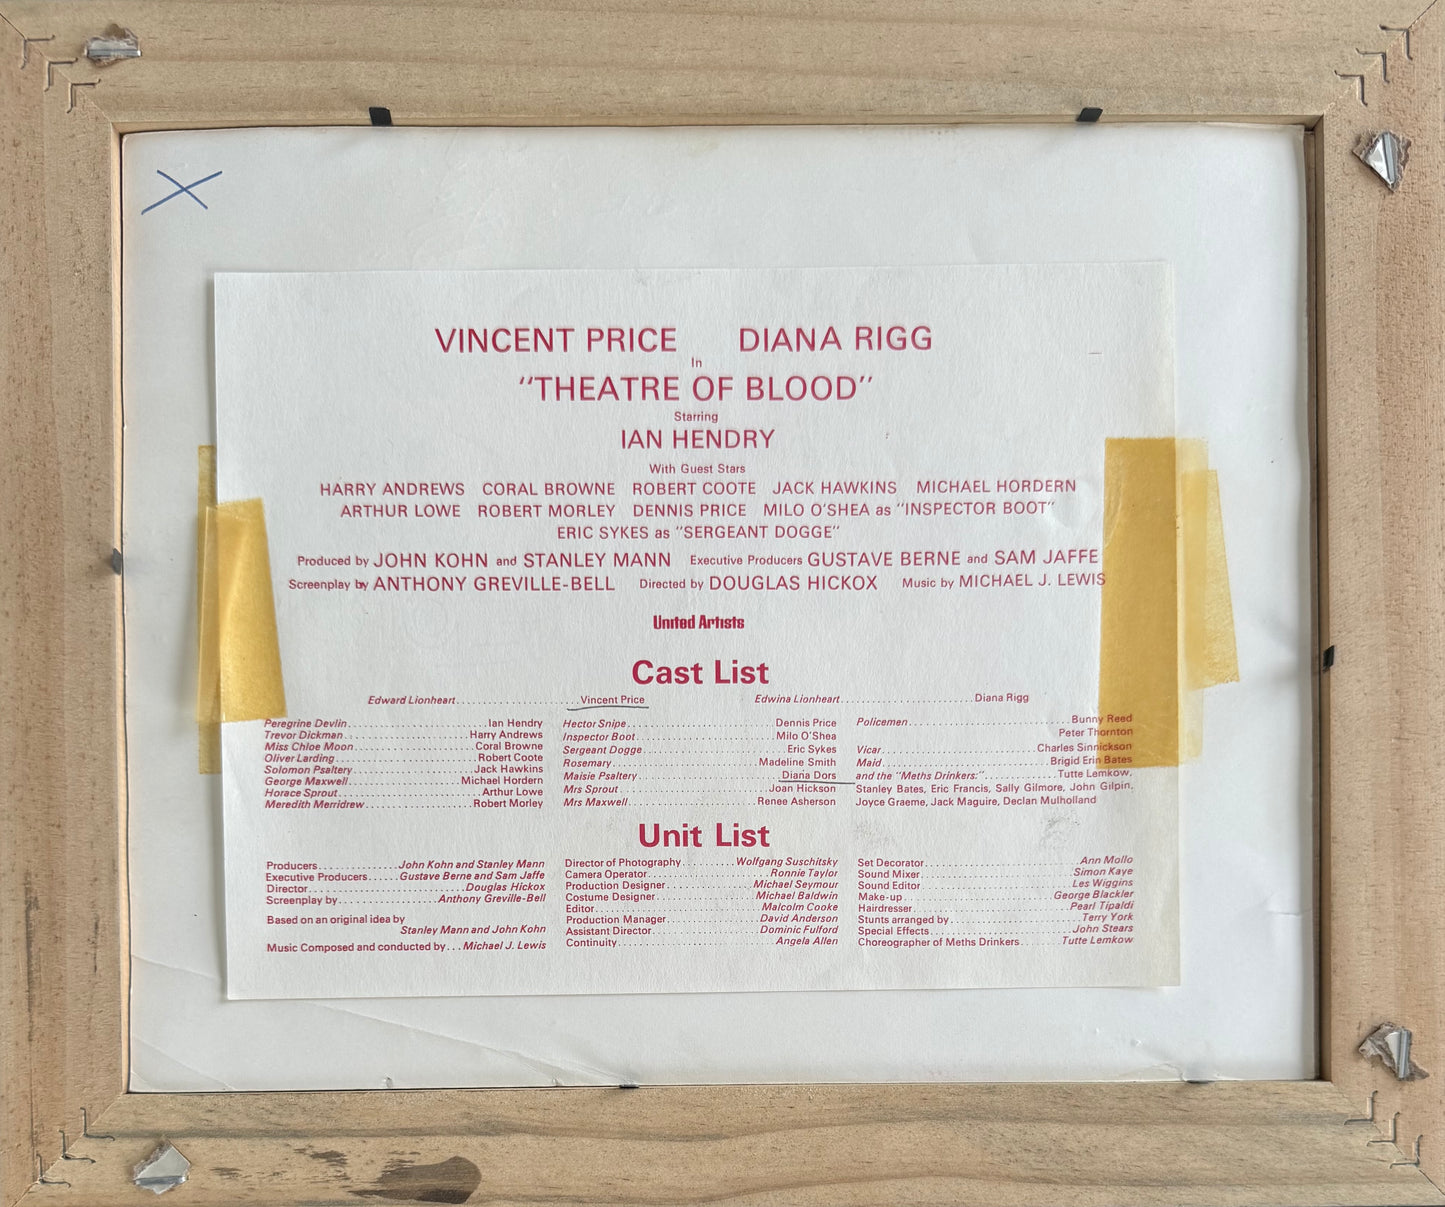 VINCENT PRICE DIANA RIGG
In
"THEATRE OF BLOOD"
Starring
IAN HENDRY
With Guest Stars
HARRY ANDREWS CORAL BROWNE ROBERT COOTE JACK HAWKINS MICHAEL HORDERN
ARTHUR LOWE ROBERT MORLEY DENNIS PRICE MILO O'SHEA as "INSPECTOR BOOT"
ERIC SYKES as "SERGEANT DOGGE"
Produced by JOHN KOHN and STANLEY MANN Executive Producers GUSTAVE BERNE and SAM JAFFE
Screenplay by ANTHONY GREVILLE-BELL Directed by DOUGLAS HICKOX Music by MICHAEL J. LEWIS
United Artists
Cast List
Edward Lionheart....................Vincent Price Edwina Lionheart....................Diana Rigg
Peregrine Devlin....................Ian Hendry
Trevor Dickman....................Harry Andrews
Miss Chloe Moon....................Coral Browne
Oliver Larding....................Robert Coote
Solomon Psaltery....................Jack Hawkins
George Maxwell....................Michael Hordern
Horace Sprout....................Arthur Lowe
Meredith Merridrew....................Robert Morley
Hector Snipe....................Dennis Price
Inspector Boot....................Milo O'Shea
Sergeant Dogge....................Eric Sykes
Rosemary....................Madeline Smith
Maisie Psaltery....................Diana Dors
Mrs Sprout....................Joan Hickson
Mrs Maxwell....................Renee Asherson
Policemen....................Bunny Reed
Peter Thornton
Vicar....................Charles Sinnickson
Maid....................Brigid Erin Bates
and the "Meths Drinkers:"....................Tutte Lemkow,
Stanley Bates, Eric Francis, Sally Gilmore, John Gilpin,
Joyce Graeme, Jack Maguire, Declan Mulholland
Unit List
Producers....................John Kohn and Stanley Mann
Executive Producers.......Gustave Berne and Sam Jaffe
Director....................Douglas Hickox
Screenplay by....................Anthony Greville-Bell
Based on an original idea by
Stanley Mann and John Kohn
Music Composed and conducted by...Michael J. Lewis
Director of Photography..........Wolfgang Suschitsky
Camera Operator....................Ronnie Taylor
Production Designer....................Michael Seymour
Costume Designer....................Michael Baldwin
Editor....................Malcolm Cooke
Production Manager....................David Anderson
Assistant Director....................Dominic Fulford
Continuity....................Angela Allen
Set Decorator....................Ann Mollo
Sound Mixer....................Simon Kaye
Sound Editor....................Les Wiggins
Make-up....................George Blackler
Hairdresser....................Pearl Tipaldi
Stunts arranged by....................Terry York
Special Effects....................John Stears
Choreographer of Meths Drinkers.......Tutte Lemkow